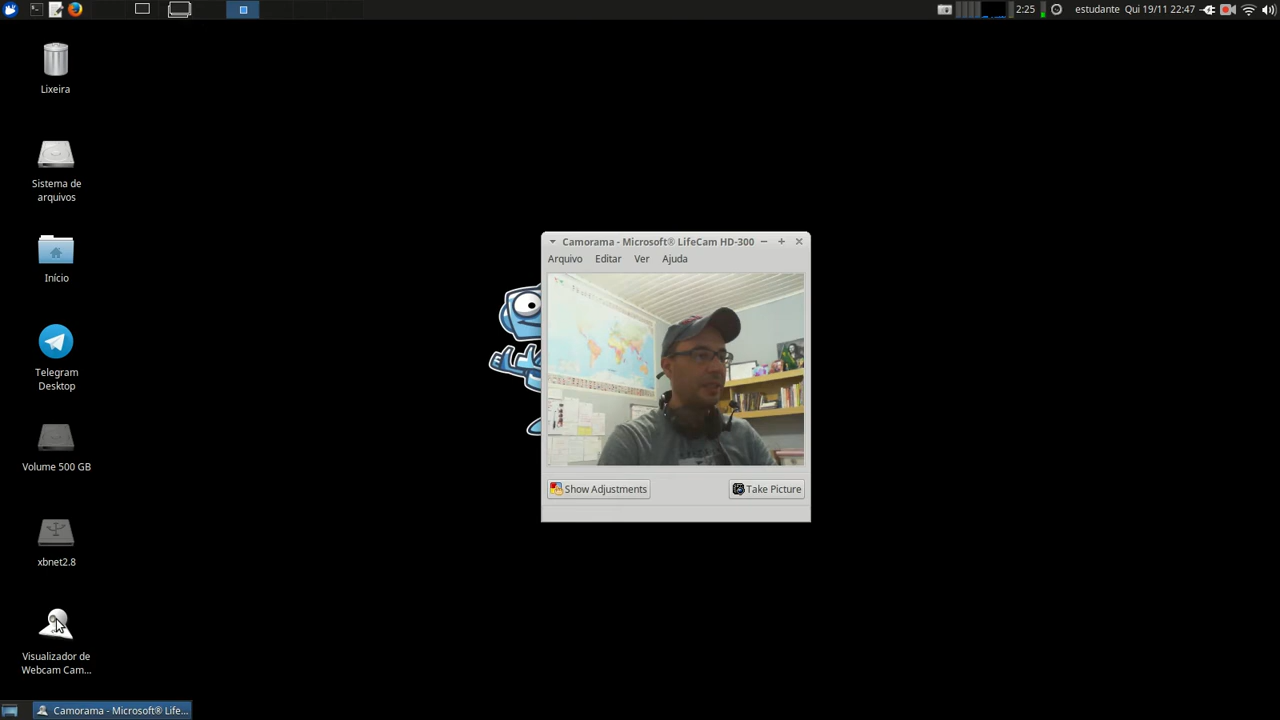 2:25
estudante Qui 19/11 22:47
Lixeira
Sistema de
arquivos
Início
Telegram
Desktop
Volume 500 GB
xbnet2.8
Visualizador de
Webcam Cam...
Camorama - Microsoft® LifeCam HD-300
Arquivo Editar Ver Ajuda
Show Adjustments Take Picture
Camorama - Microsoft® Life...